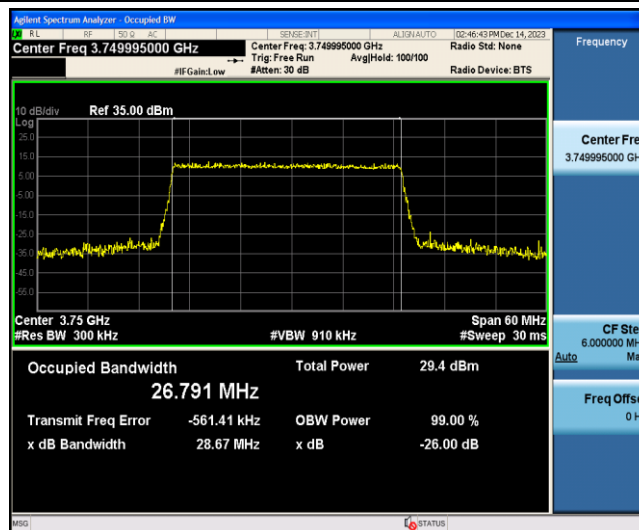 Agilent Spectrum Analyzer - Occupied BW
RL RF 50 Ω AC SENSE:INT ALIGN AUTO 02:46:43 PM Dec 14, 2023
Center Freq 3.749995000 GHz
Center Freq: 3.749995000 GHz Radio Std: None
Trig: Free Run Avg|Hold: 100/100
#IFGain:Low #Atten: 30 dB Radio Device: BTS
10 dB/div Ref 35.00 dBm
Log
25.0
15.0
5.00
-5.00
-15.0
-25.0
-35.0
-45.0
-55.0
Center 3.75 GHz Span 60 MHz
#Res BW 300 kHz #VBW 910 kHz #Sweep 30 ms
Occupied Bandwidth Total Power 29.4 dBm
26.791 MHz
Transmit Freq Error -561.41 kHz OBW Power 99.00 %
x dB Bandwidth 28.67 MHz x dB -26.00 dB
MSG STATUS
Frequency
Center Fre
3.749995000 GH
CF Ste
6.000000 MH
Auto Ma
Freq Offse
0 H